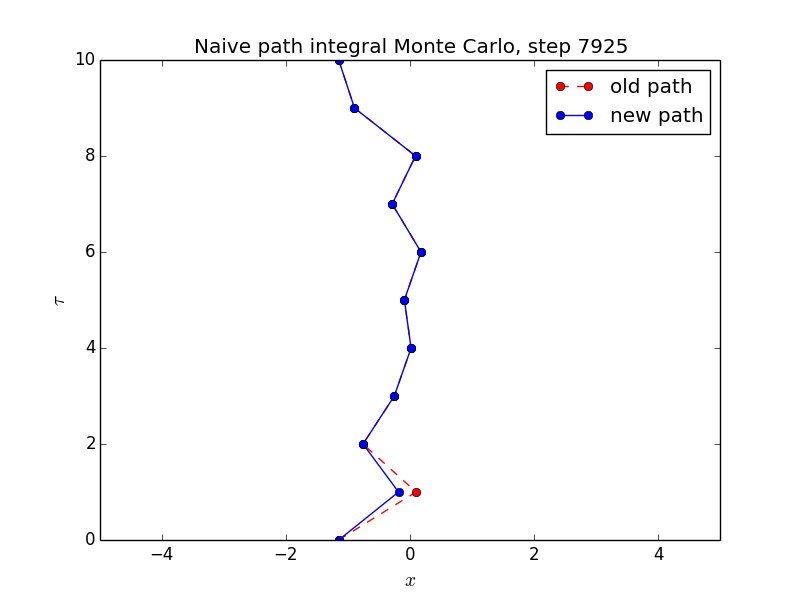 Naive path integral Monte Carlo, step 7925
old path
new path
10
8
6
4
2
0
τ
−4 −2 0 2 4
x